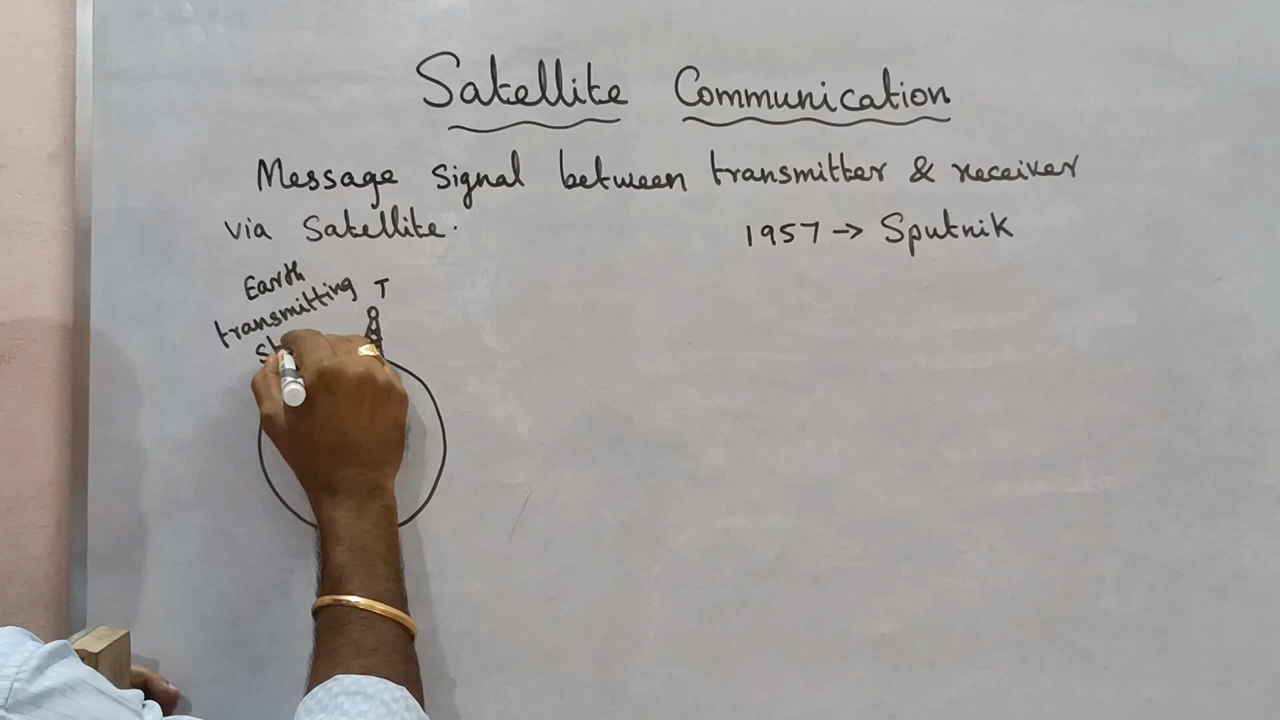 Satellite Communication
Message signal between transmitter & receiver
via Satellite.
1957 → Sputnik
Earth
transmitting
T